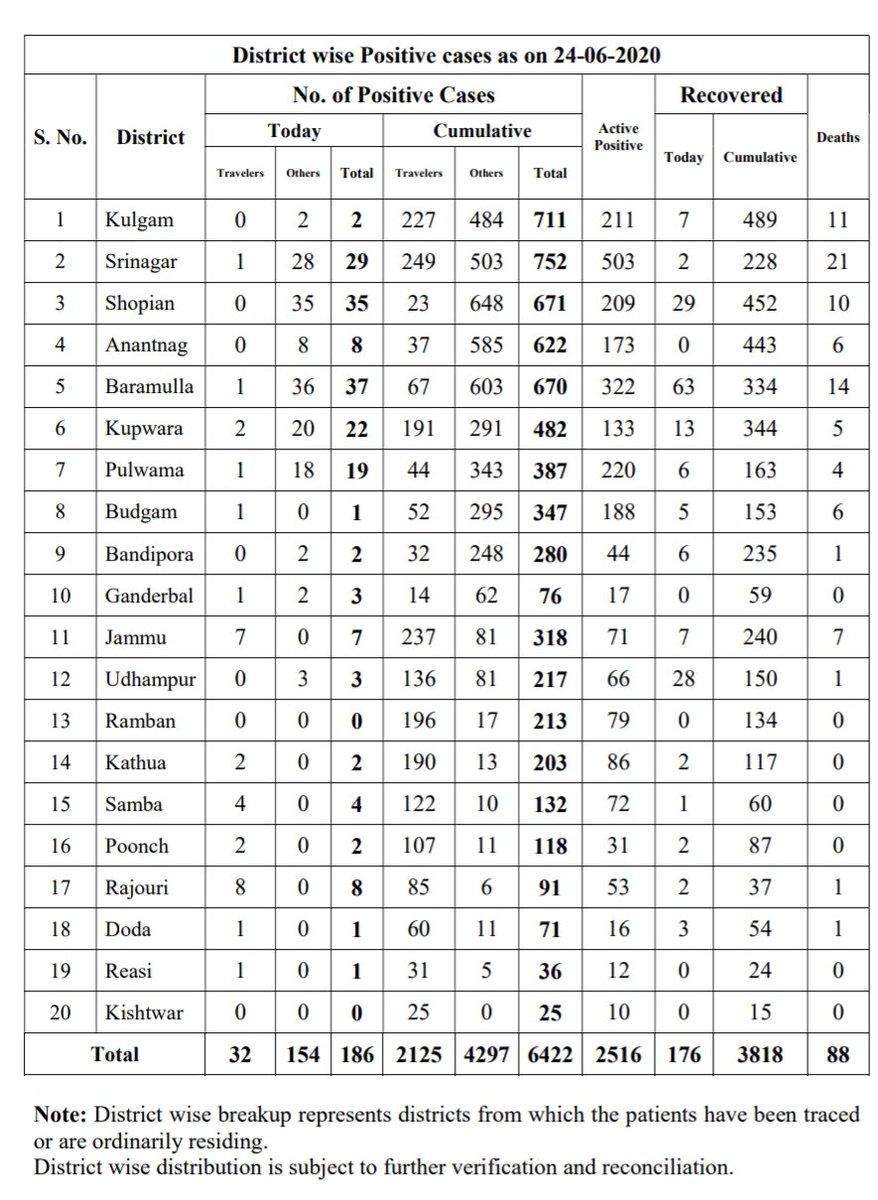 District wise Positive cases as on 24-06-2020
S. No. District No. of Positive Cases Active Positive Recovered Deaths
Today Cumulative Today Cumulative
Travelers Others Total Travelers Others Total
1 Kulgam 0 2 2 227 484 711 211 7 489 11
2 Srinagar 1 28 29 249 503 752 503 2 228 21
3 Shopian 0 35 35 23 648 671 209 29 452 10
4 Anantnag 0 8 8 37 585 622 173 0 443 6
5 Baramulla 1 36 37 67 603 670 322 63 334 14
6 Kupwara 2 20 22 191 291 482 133 13 344 5
7 Pulwama 1 18 19 44 343 387 220 6 163 4
8 Budgam 1 0 1 52 295 347 188 5 153 6
9 Bandipora 0 2 2 32 248 280 44 6 235 1
10 Ganderbal 1 2 3 14 62 76 17 0 59 0
11 Jammu 7 0 7 237 81 318 71 7 240 7
12 Udhampur 0 3 3 136 81 217 66 28 150 1
13 Ramban 0 0 0 196 17 213 79 0 134 0
14 Kathua 2 0 2 190 13 203 86 2 117 0
15 Samba 4 0 4 122 10 132 72 1 60 0
16 Poonch 2 0 2 107 11 118 31 2 87 0
17 Rajouri 8 0 8 85 6 91 53 2 37 1
18 Doda 1 0 1 60 11 71 16 3 54 1
19 Reasi 1 0 1 31 5 36 12 0 24 0
20 Kishtwar 0 0 0 25 0 25 10 0 15 0
Total 32 154 186 2125 4297 6422 2516 176 3818 88
Note: District wise breakup represents districts from which the patients have been traced
or are ordinarily residing.
District wise distribution is subject to further verification and reconciliation.